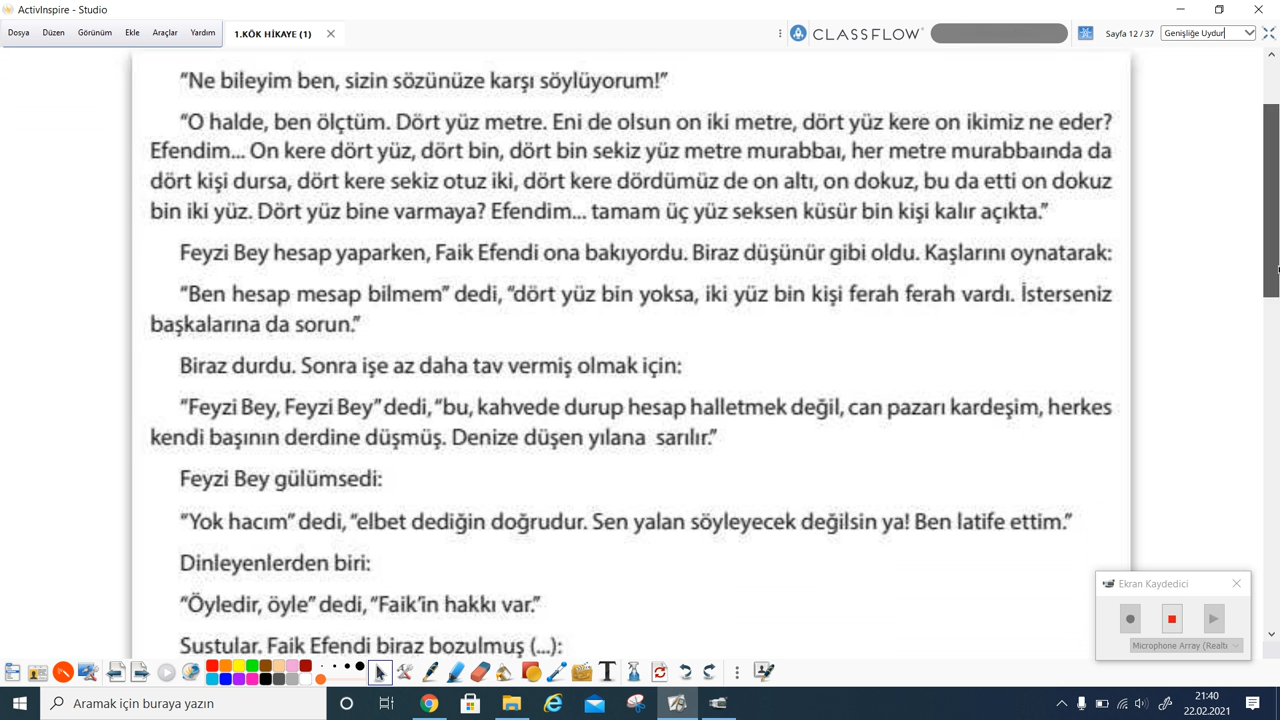 ActivInspire - Studio
Dosya Düzen Görünüm Ekle Araçlar Yardım
1.KÖK HİKAYE (1)
CLASSFLOW
Sayfa 12 / 37
Genişliğe Uydur
“Ne bileyim ben, sizin sözünüze karşı söylüyorum!”
“O halde, ben ölçtüm. Dört yüz metre. Eni de olsun on iki metre, dört yüz kere on ikimiz ne eder?
Efendim... On kere dört yüz, dört bin, dört bin sekiz yüz metre murabbaı, her metre murabbaında da
dört kişi dursa, dört kere sekiz otuz iki, dört kere dördümüz de on altı, on dokuz, bu da etti on dokuz
bin iki yüz. Dört yüz bine varmaya? Efendim... tamam üç yüz seksen küsür bin kişi kalır açıkta.”
Feyzi Bey hesap yaparken, Faik Efendi ona bakıyordu. Biraz düşünür gibi oldu. Kaşlarını oynatarak:
“Ben hesap mesap bilmem” dedi, “dört yüz bin yoksa, iki yüz bin kişi ferah ferah vardı. İsterseniz
başkalarına da sorun.”
Biraz durdu. Sonra işe az daha tav vermiş olmak için:
“Feyzi Bey, Feyzi Bey” dedi, “bu, kahvede durup hesap halletmek değil, can pazarı kardeşim, herkes
kendi başının derdine düşmüş. Denize düşen yılana sarılır.”
Feyzi Bey gülümsedi:
“Yok hacım” dedi, “elbet dediğin doğrudur. Sen yalan söyleyecek değilsin ya! Ben latife ettim.”
Dinleyenlerden biri:
“Öyledir, öyle” dedi, “Faik’in hakkı var.”
Sustular. Faik Efendi biraz bozulmuş (...):
Ekran Kaydedici
Microphone Array (Realt
Aramak için buraya yazın
21:40
22.02.2021